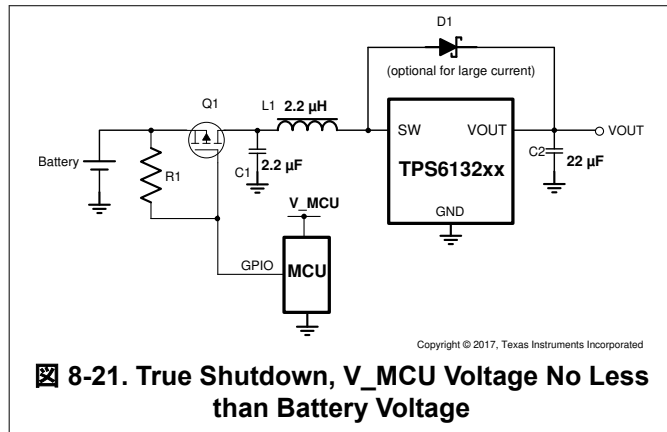 D1
(optional for large current)
Q1
L1 2.2 µH
SW VOUT
VOUT
Battery
R1
C1
2.2 µF
TPS6132xx
C2 22 µF
V_MCU
GND
GPIO
MCU
Copyright © 2017, Texas Instruments Incorporated
図 8-21. True Shutdown, V_MCU Voltage No Less
than Battery Voltage